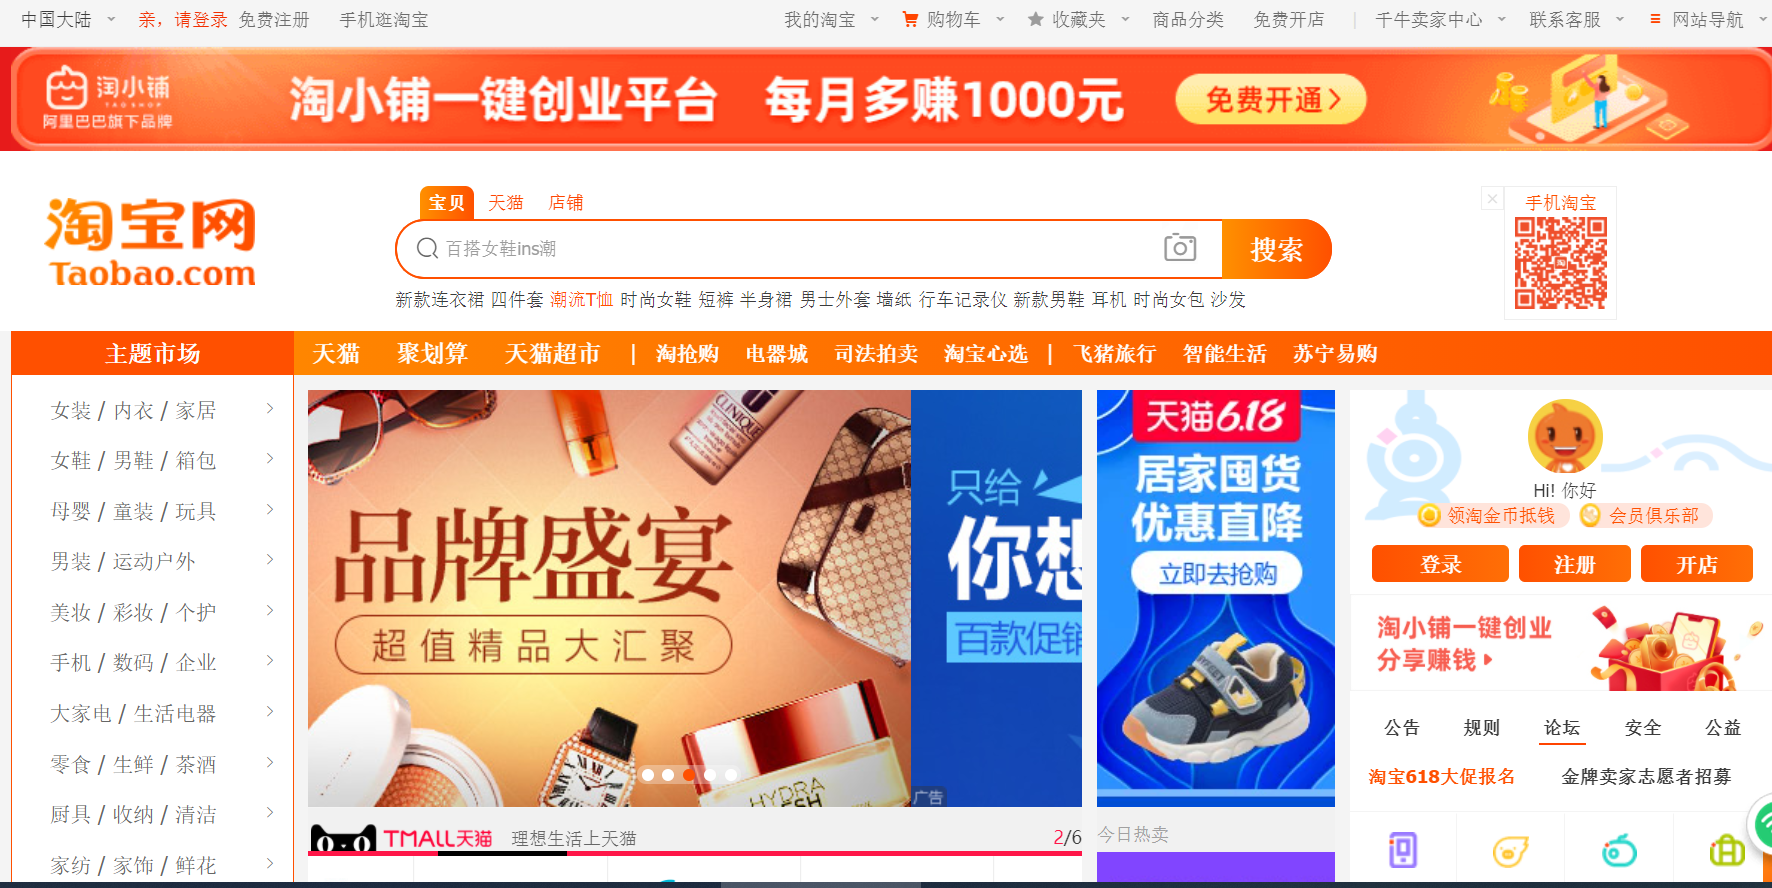 中国大陆 亲，请登录 免费注册 手机逛淘宝 我的淘宝 购物车 收藏夹 商品分类 免费开店 | 千牛卖家中心 联系客服 网站导航
淘小铺
TAOSHOP
阿里巴巴旗下品牌
淘小铺一键创业平台 每月多赚1000元 免费开通
淘宝网
Taobao.com
宝贝 天猫 店铺
百搭女鞋ins潮
搜索
新款连衣裙 四件套 潮流T恤 时尚女鞋 短裤 半身裙 男士外套 墙纸 行车记录仪 新款男鞋 耳机 时尚女包 沙发
手机淘宝
主题市场 天猫 聚划算 天猫超市 | 淘抢购 电器城 司法拍卖 淘宝心选 | 飞猪旅行 智能生活 苏宁易购
女装 / 内衣 / 家居
女鞋 / 男鞋 / 箱包
母婴 / 童装 / 玩具
男装 / 运动户外
美妆 / 彩妆 / 个护
手机 / 数码 / 企业
大家电 / 生活电器
零食 / 生鲜 / 茶酒
厨具 / 收纳 / 清洁
家纺 / 家饰 / 鲜花
CLINIQUE
品牌盛宴
超值精品大汇聚
HYDRA
只给
你想
百款促销
广告
TMALL天猫 理想生活上天猫 2/6
天猫6.18
居家囤货
优惠直降
立即去抢购
今日热卖
Hi! 你好
领淘金币抵钱 会员俱乐部
登录 注册 开店
淘小铺一键创业
分享赚钱
公告 规则 论坛 安全 公益
淘宝618大促报名 金牌卖家志愿者招募